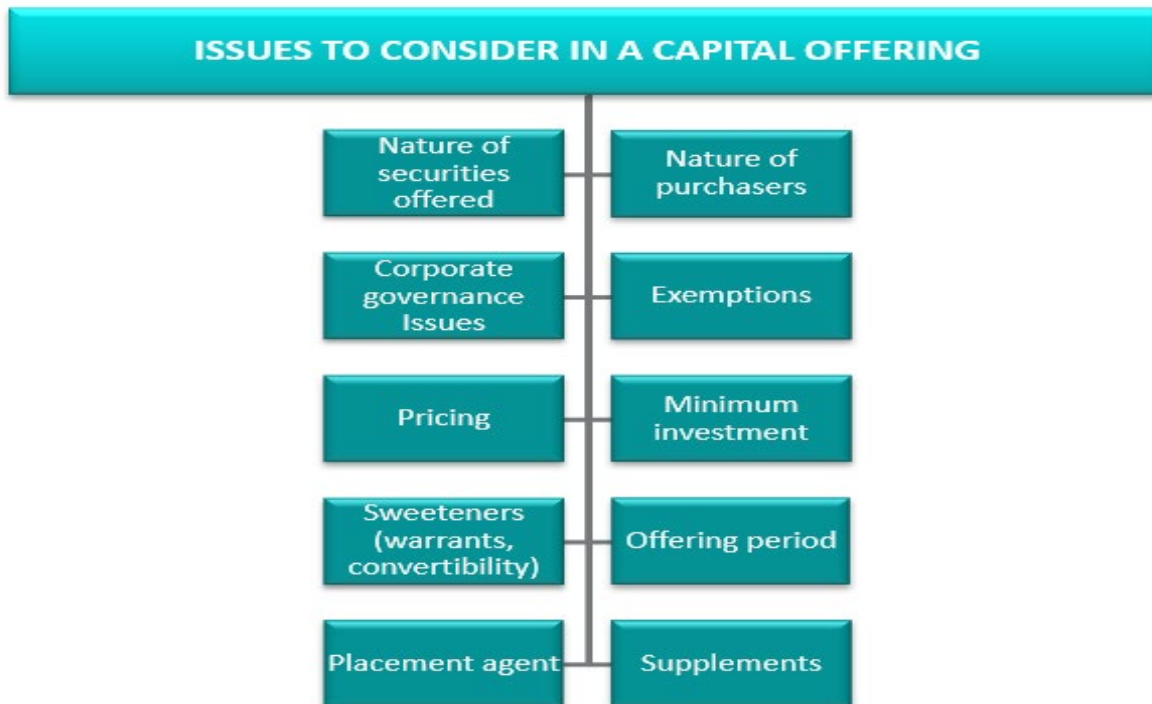 ISSUES TO CONSIDER IN A CAPITAL OFFERING
Nature of
securities
offered
Nature of
purchasers
Corporate
governance
Issues
Exemptions
Pricing
Minimum
investment
Sweeteners
(warrants,
convertibility)
Offering period
Placement agent
Supplements